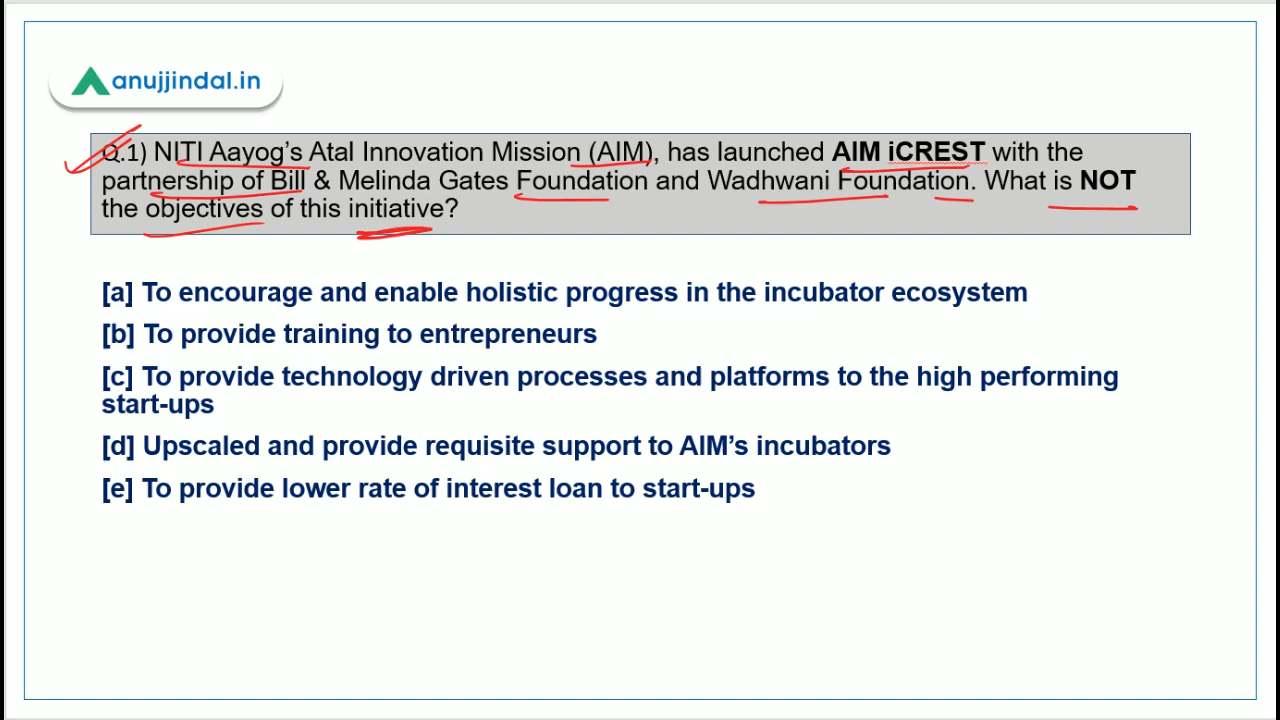 anujjindal.in
Q.1) NITI Aayog's Atal Innovation Mission (AIM), has launched AIM iCREST with the
partnership of Bill & Melinda Gates Foundation and Wadhwani Foundation. What is NOT
the objectives of this initiative?
[a] To encourage and enable holistic progress in the incubator ecosystem
[b] To provide training to entrepreneurs
[c] To provide technology driven processes and platforms to the high performing
start-ups
[d] Upscaled and provide requisite support to AIM's incubators
[e] To provide lower rate of interest loan to start-ups